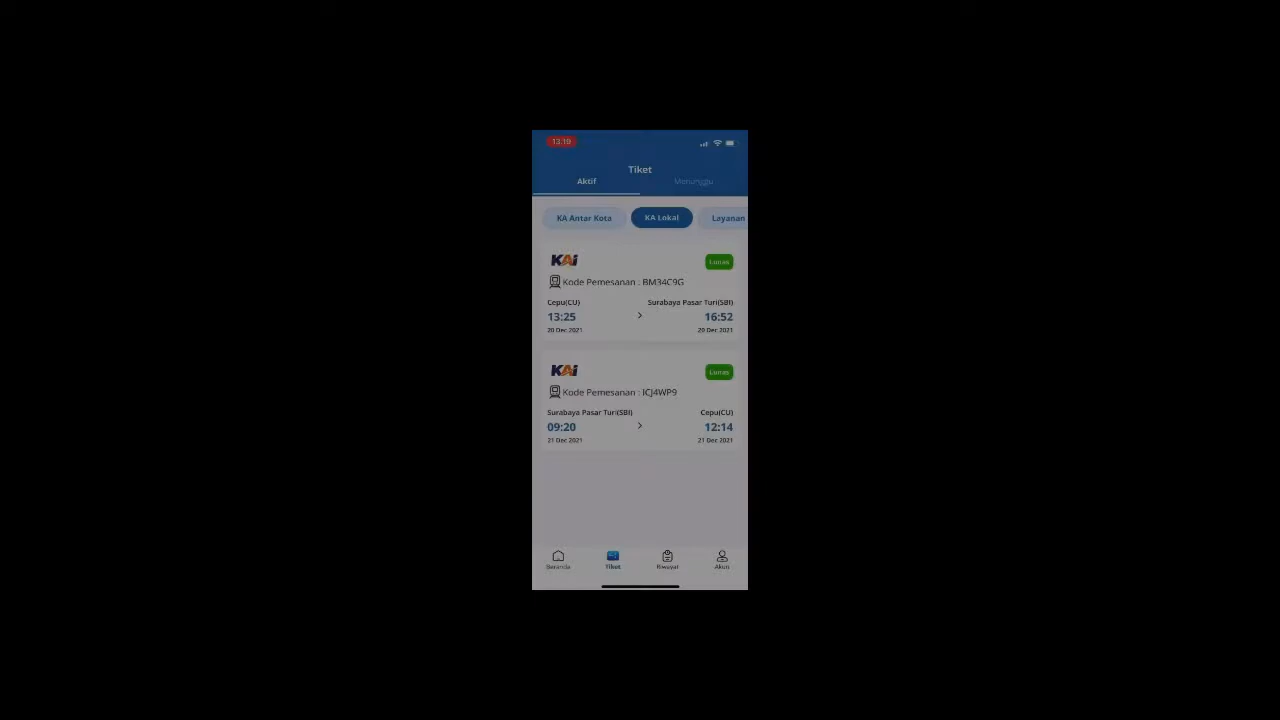 13.10
Tiket
Aktif
Menunggu
KA Antar Kota
KA Lokal
Layanan
KAI
Lunas
Kode Pemesanan : BM34C9G
Cepu(CU)
Surabaya Pasar Turi(SBI)
13:25
16:52
20 Dec 2021
20 Dec 2021
KAI
Lunas
Kode Pemesanan : ICJ4WP9
Surabaya Pasar Turi(SBI)
Cepu(CU)
09:20
12:14
21 Dec 2021
21 Dec 2021
Beranda
Tiket
Riwayat
Akun